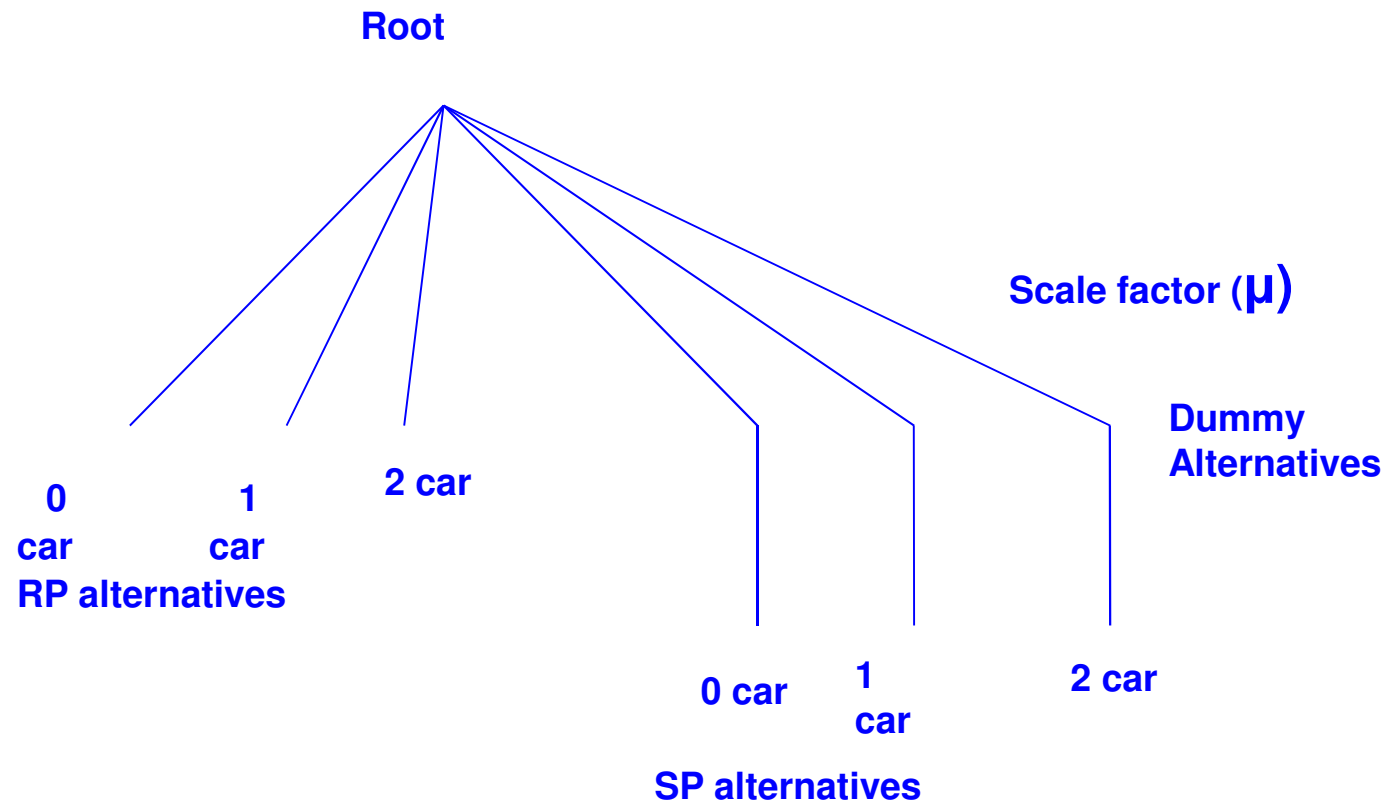 Root
Scale factor (μ)
Dummy
Alternatives
0
car
1
car
2 car
RP alternatives
0 car
1
car
2 car
SP alternatives